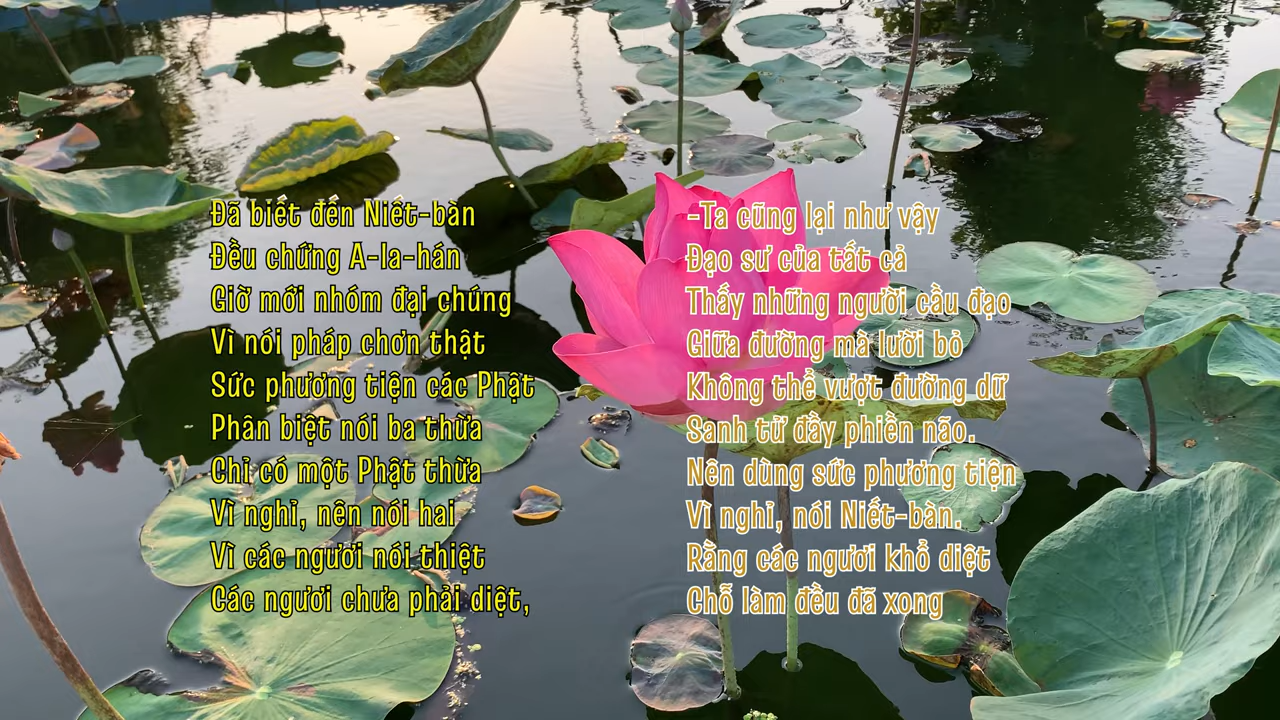 Đã biết đến Niết-bàn
Đều chứng A-la-hán
Giờ mới nhóm đại chúng
Vì nói pháp chơn thật
Sức phương tiện các Phật
Phân biệt nói ba thừa
Chỉ có một Phật thừa
Vì nghỉ, nên nói hai
Vì các ngươi nói thiệt
Các ngươi chưa phải diệt,
-Ta cũng lại như vậy
Đạo sư của tất cả
Thấy những người cầu đạo
Giữa đường mà lười bỏ
Không thể vượt đường dữ
Sanh tử đầy phiền não.
Nên dùng sức phương tiện
Vì nghỉ, nói Niết-bàn.
Rằng các ngươi khổ diệt
Chỗ làm đều đã xong